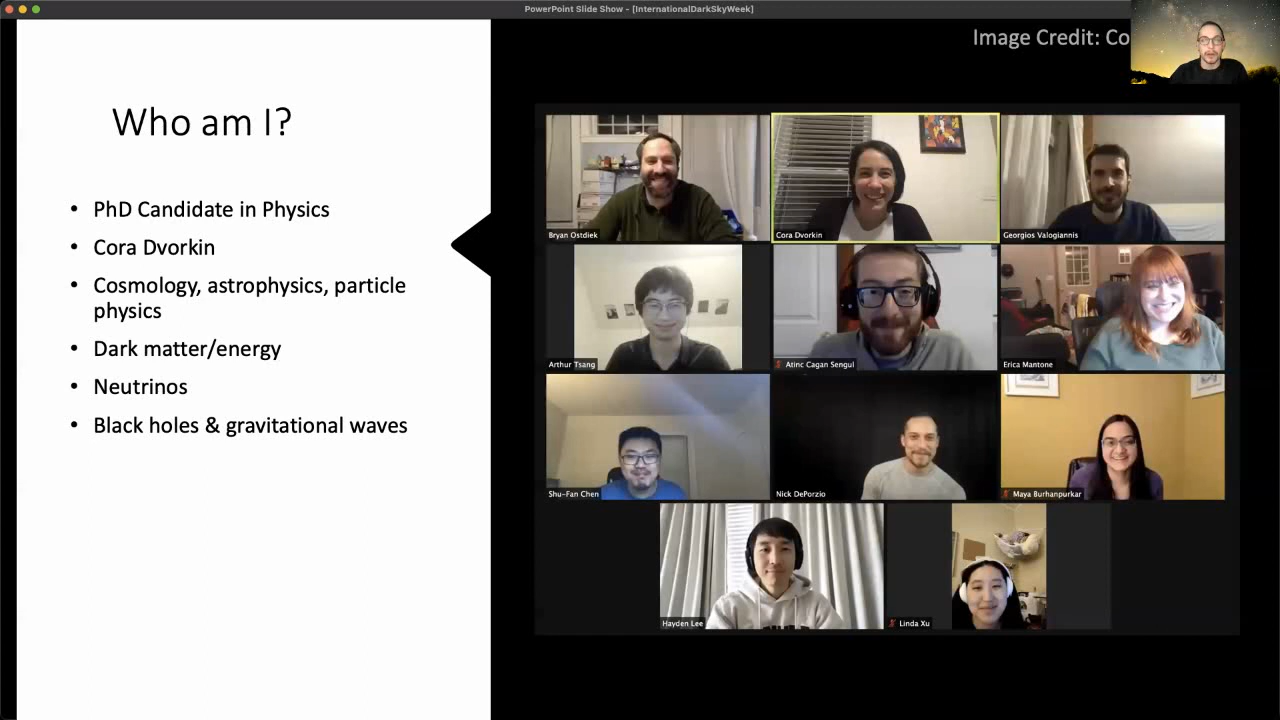 PowerPoint Slide Show - [InternationalDarkSkyWeek]
Image Credit: Co
Who am I?
• PhD Candidate in Physics
• Cora Dvorkin
• Cosmology, astrophysics, particle
physics
• Dark matter/energy
• Neutrinos
• Black holes & gravitational waves
Bryan Ostdiek
Cora Dvorkin
Georgios Valogiannis
Arthur Tsang
Atinc Cagan Sengul
Erica Mantone
Shu-Fan Chen
Nick DePorzio
Maya Burhanpurkar
Hayden Lee
Linda Xu